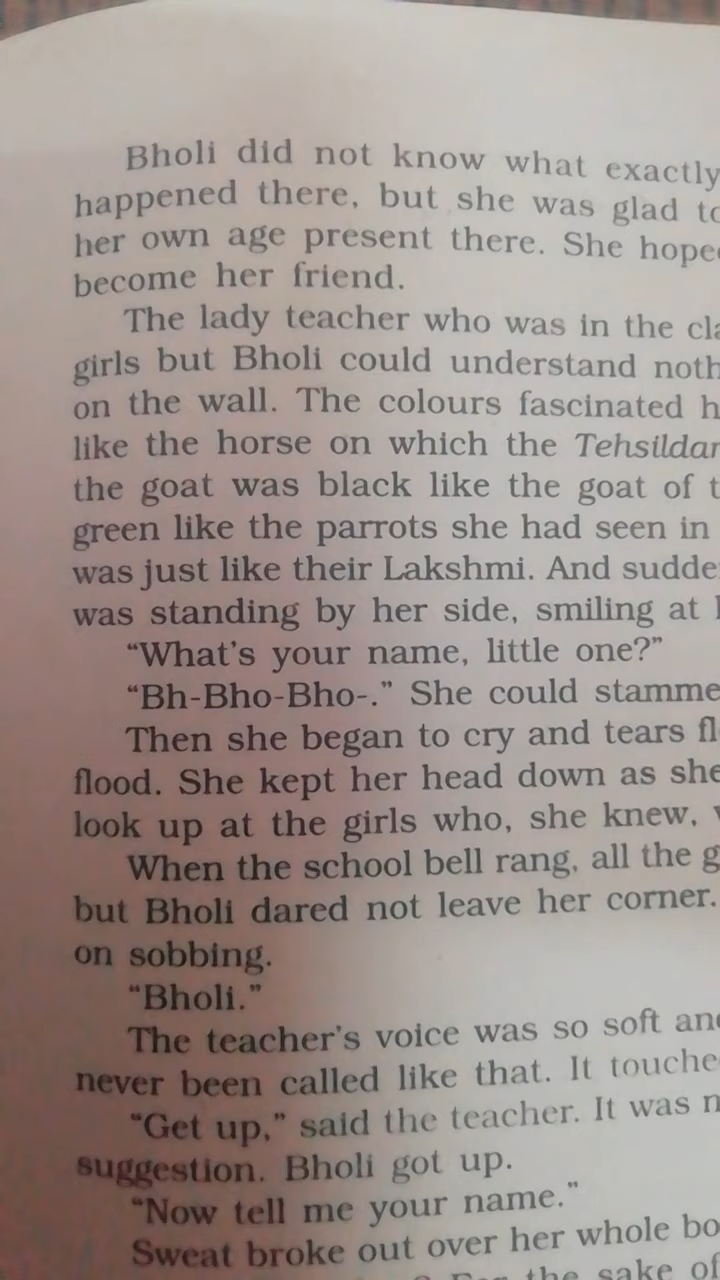 Bholi did not know what exactly
happened there, but she was glad
her own age present there. She
become her friend.
The lady teacher who was in the
girls but Bholi could understand
on the wall. The colours fascinated
like the horse on which the Tehsildar
the goat was black like the goat of
green like the parrots she had seen in
was just like their Lakshmi. And
was standing by her side, smiling at
“What’s your name, little one?”
“Bh-Bho-Bho-.” She could
Then she began to cry and tears
flood. She kept her head down as she
look up at the girls who, she knew,
When the school bell rang, all the
but Bholi dared not leave her corner.
on sobbing.
“Bholi.”
The teacher’s voice was so soft
never been called like that. It
“Get up,” said the teacher. It was
suggestion. Bholi got up.
“Now tell me your name.”
Sweat broke out over her whole
the sake of